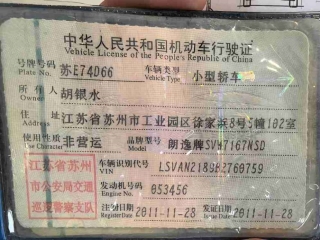 中华人民共和国机动车行驶证
Vehicle License of the People's Republic of China
号牌号码 Plate No. 苏E74D66 车辆类型 Vehicle Type 小型轿车
所有人 Owner 胡银水
住址 Address 江苏省苏州市工业园区徐家浜8号5幢102室
使用性质 Use Character 非营运 品牌型号 Model 朗逸牌SVW7167NSD
车辆识别代号 VIN LSVAN2189B2760759
发动机号码 Engine No. 053456
注册日期 Register Date 2011-11-28 发证日期 Issue Date 2011-11-28
江苏省苏州
市公安局交通
巡逻警察支队